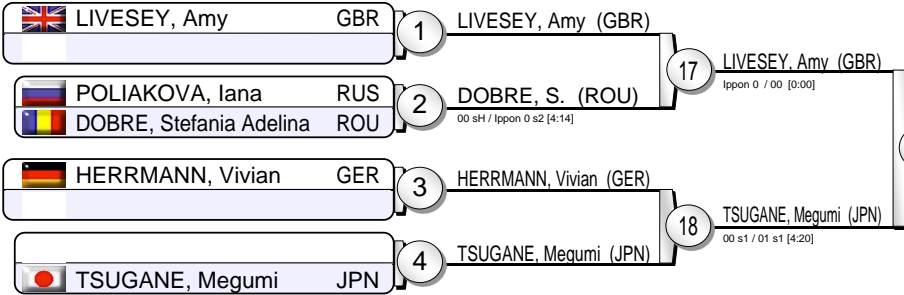 LIVESEY, Amy GBR
1
LIVESEY, Amy (GBR)
17
LIVESEY, Amy (GBR)
Ippon 0 / 00 [0:00]
POLIAKOVA, Iana RUS
DOBRE, Stefania Adelina ROU
2
DOBRE, S. (ROU)
00 sH / Ippon 0 s2 [4:14]
HERRMANN, Vivian GER
3
HERRMANN, Vivian (GER)
18
TSUGANE, Megumi (JPN)
00 s1 / 01 s1 [4:20]
TSUGANE, Megumi JPN
4
TSUGANE, Megumi (JPN)